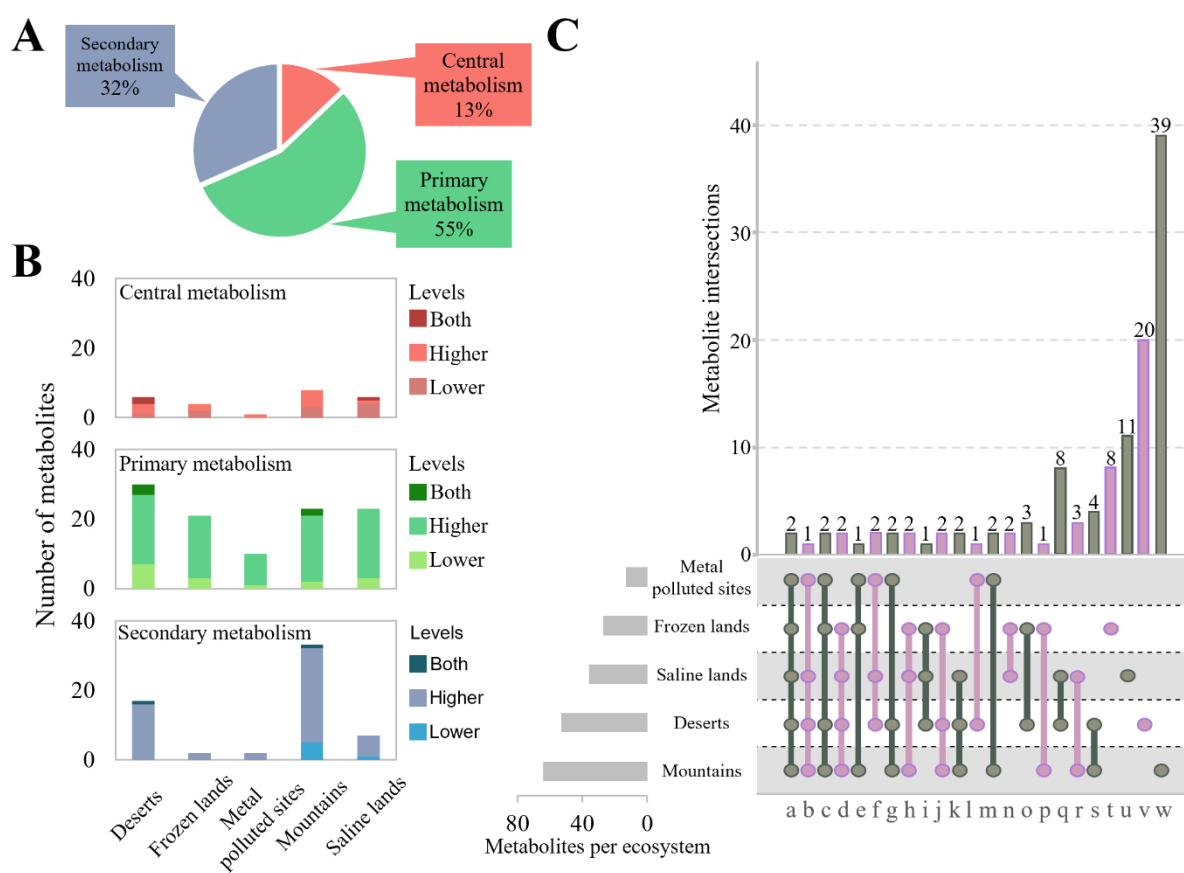 A
Secondary
metabolism
32%
Central
metabolism
13%
Primary
metabolism
55%
B
Number of metabolites
40
20
0
Central metabolism
Levels
Both
Higher
Lower
40
20
0
Primary metabolism
Levels
Both
Higher
Lower
40
20
0
Secondary metabolism
Levels
Both
Higher
Lower
Deserts
Frozen lands
Metal
polluted sites
Mountains
Saline lands
C
Metabolite intersections
40
30
20
10
0
2 1 2 2 1 2 2 2 1 2 2 1 2 2 3 1 8 3 4 8 11 20 39
Metal
polluted sites
Frozen lands
Saline lands
Deserts
Mountains
80 0
Metabolites per ecosystem
a b c d e f g h i j k l m n o p q r s t u v w